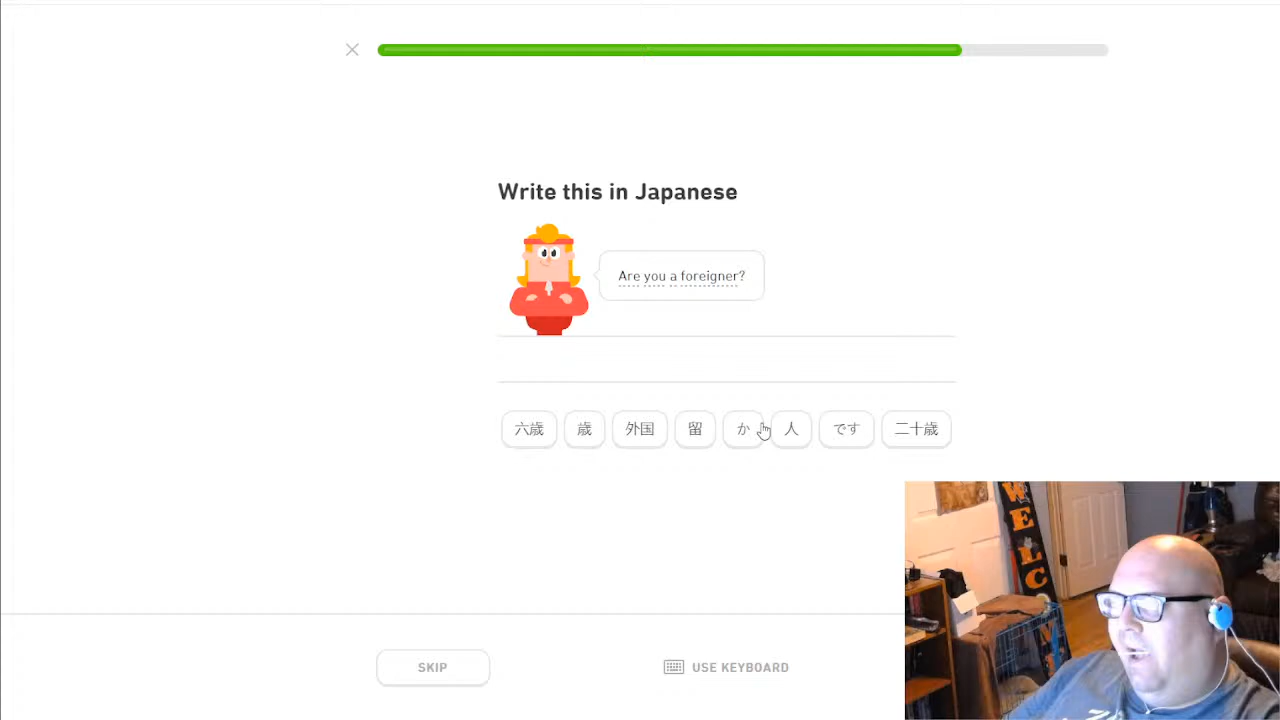 Write this in Japanese
Are you a foreigner?
六歳 歳 外国 留 か 人 です 二十歳
SKIP
USE KEYBOARD
WELC